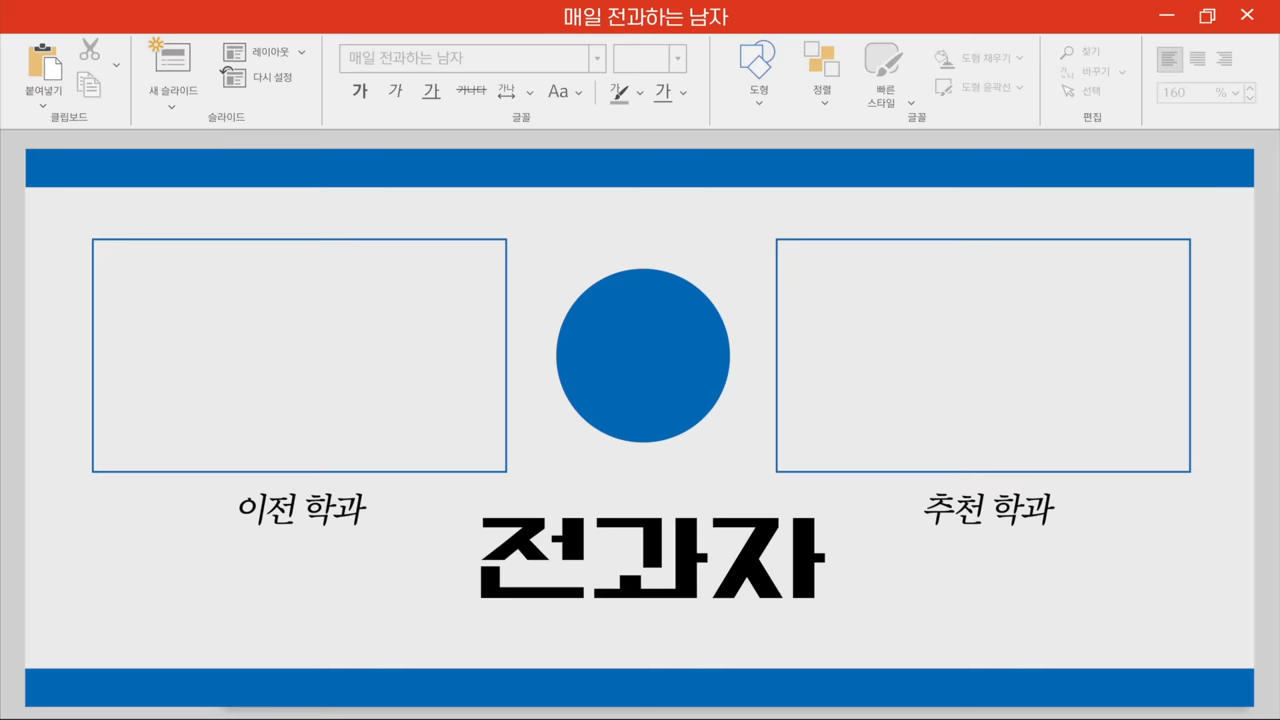 매일 전과하는 남자
붙여넣기
클립보드
새 슬라이드
레이아웃
다시 설정
슬라이드
매일 전과하는 남자
가 가 가 가나다 간나 Aa 가 가
글꼴
도형
정렬
빠른
스타일
도형 채우기
도형 윤곽선
글꼴
찾기
바꾸기
선택
편집
160 %
이전 학과
추천 학과
전과자